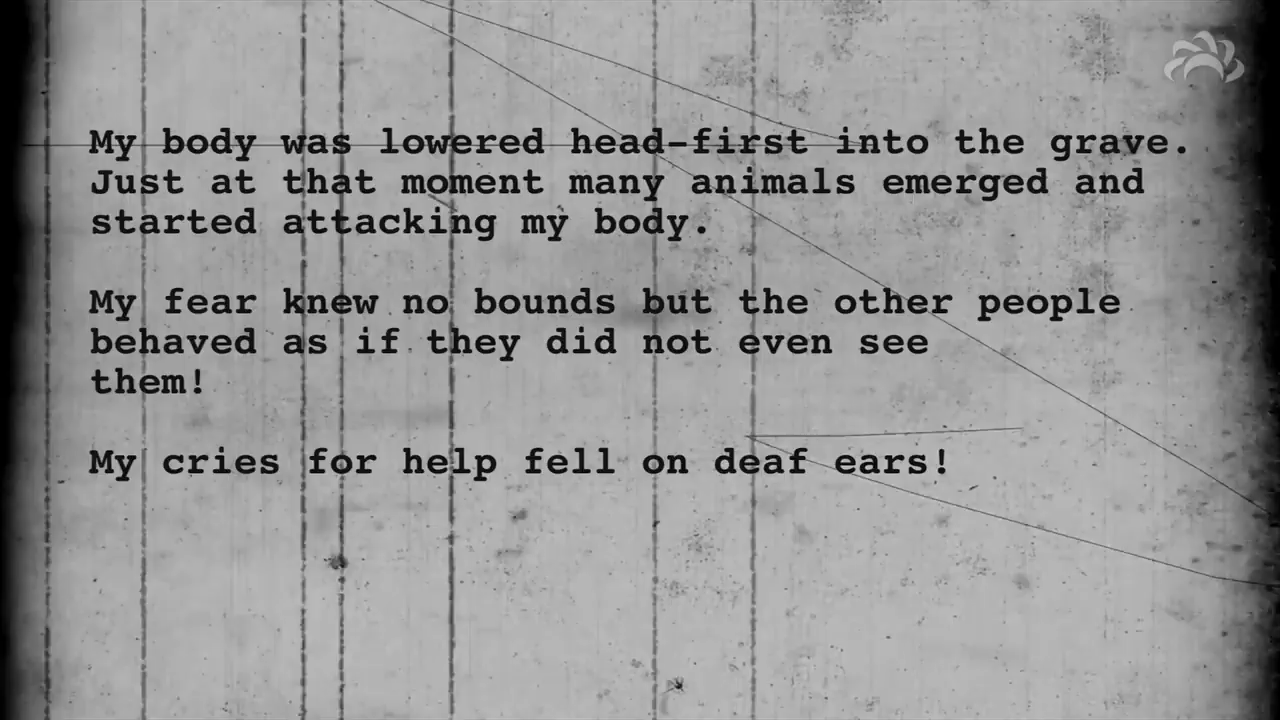 My body was lowered head-first into the grave.
Just at that moment many animals emerged and
started attacking my body.
My fear knew no bounds but the other people
behaved as if they did not even see
them!
My cries for help fell on deaf ears!